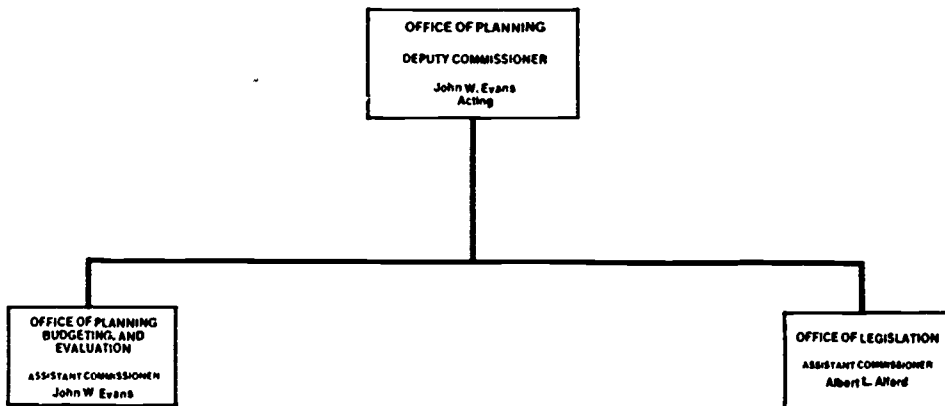 OFFICE OF PLANNING
DEPUTY COMMISSIONER
John W. Evans
Acting
OFFICE OF PLANNING
BUDGETING, AND
EVALUATION
ASSISTANT COMMISSIONER
John W Evans
OFFICE OF LEGISLATION
ASSISTANT COMMISSIONER
Albert L. Alford